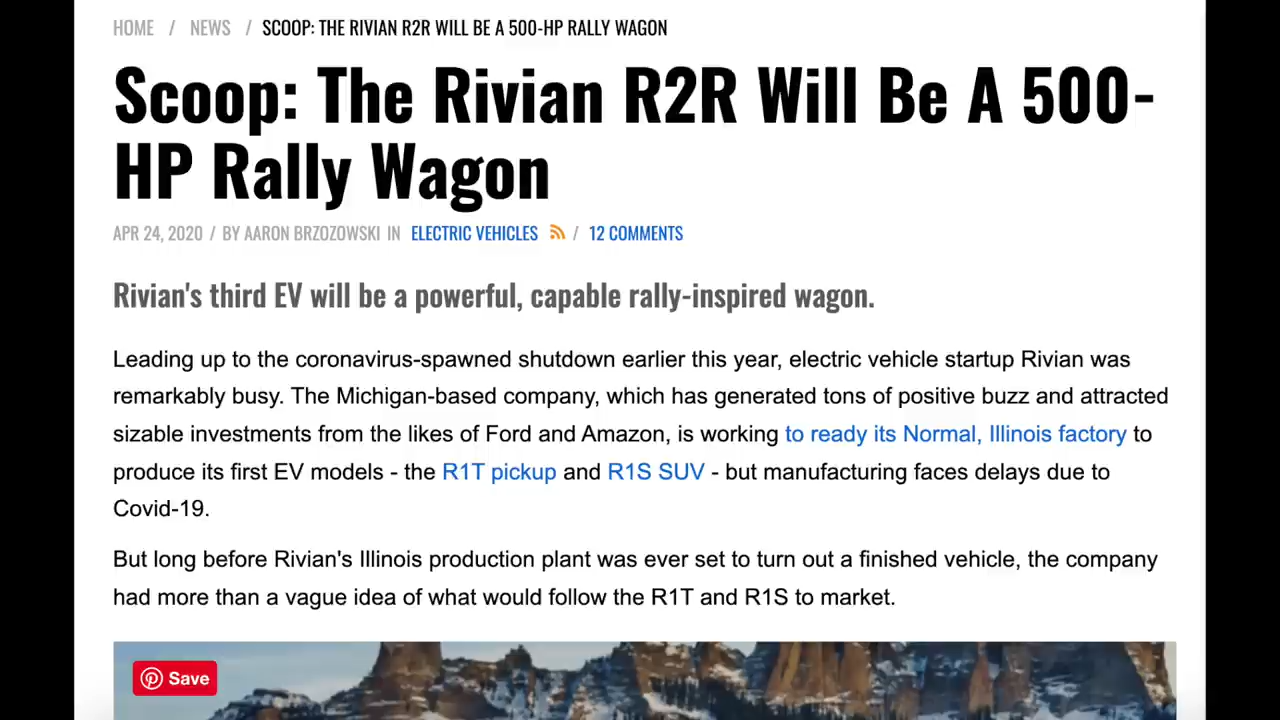 HOME / NEWS / SCOOP: THE RIVIAN R2R WILL BE A 500-HP RALLY WAGON
Scoop: The Rivian R2R Will Be A 500-
HP Rally Wagon
APR 24, 2020 / BY AARON BRZOZOWSKI IN ELECTRIC VEHICLES / 12 COMMENTS
Rivian's third EV will be a powerful, capable rally-inspired wagon.
Leading up to the coronavirus-spawned shutdown earlier this year, electric vehicle startup Rivian was
remarkably busy. The Michigan-based company, which has generated tons of positive buzz and attracted
sizable investments from the likes of Ford and Amazon, is working to ready its Normal, Illinois factory to
produce its first EV models - the R1T pickup and R1S SUV - but manufacturing faces delays due to
Covid-19.
But long before Rivian's Illinois production plant was ever set to turn out a finished vehicle, the company
had more than a vague idea of what would follow the R1T and R1S to market.
Save